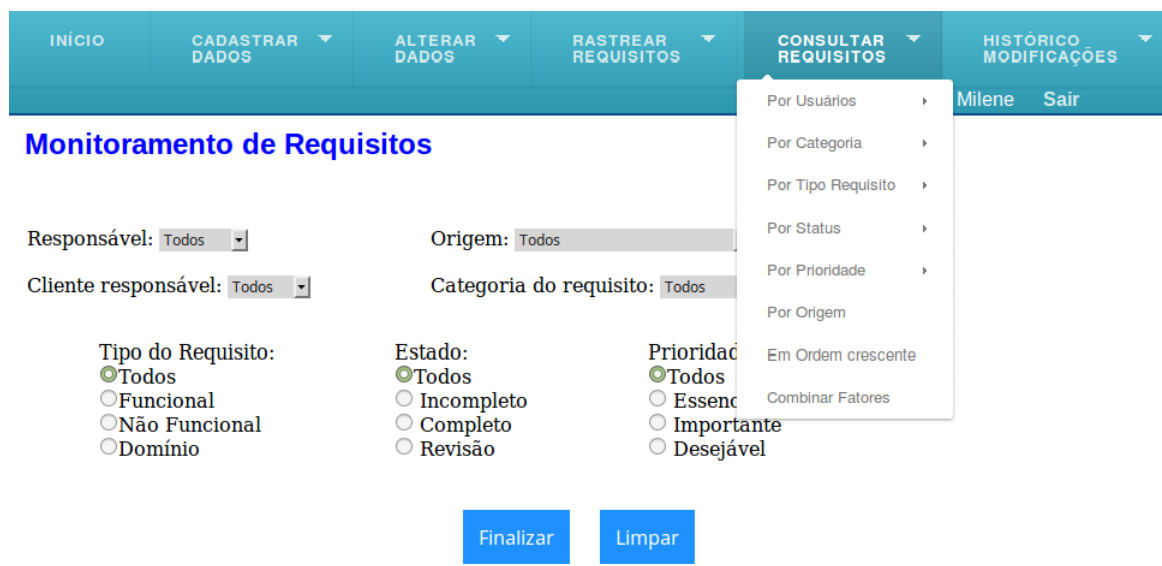 INÍCIO CADASTRAR DADOS ALTERAR DADOS RASTREAR REQUISITOS CONSULTAR REQUISITOS HISTÓRICO MODIFICAÇÕES
Milene Sair
Monitoramento de Requisitos
Por Usuários
Por Categoria
Por Tipo Requisito
Por Status
Por Prioridade
Por Origem
Em Ordem crescente
Combinar Fatores
Responsável: Todos Origem: Todos
Cliente responsável: Todos Categoria do requisito: Todos
Tipo do Requisito: Estado: Prioridad
Todos Todos Todos
Funcional Incompleto Essenc
Não Funcional Completo Importante
Domínio Revisão Desejável
Finalizar Limpar